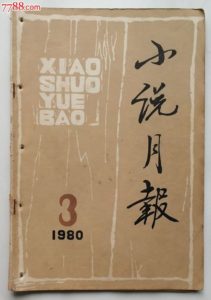 7788.com
XIAO
SHUO
YUE
BAO
小说月報
3
1980